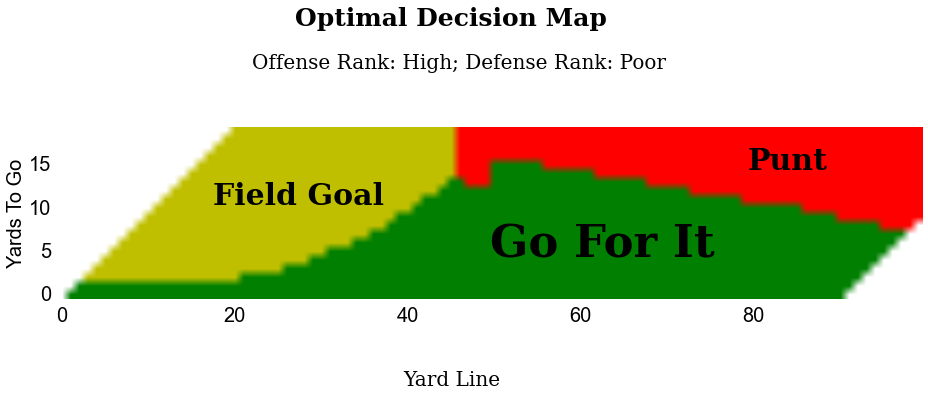 Optimal Decision Map
Offense Rank: High; Defense Rank: Poor
Yards To Go
15
10
5
0
Field Goal
Punt
Go For It
0 20 40 60 80
Yard Line